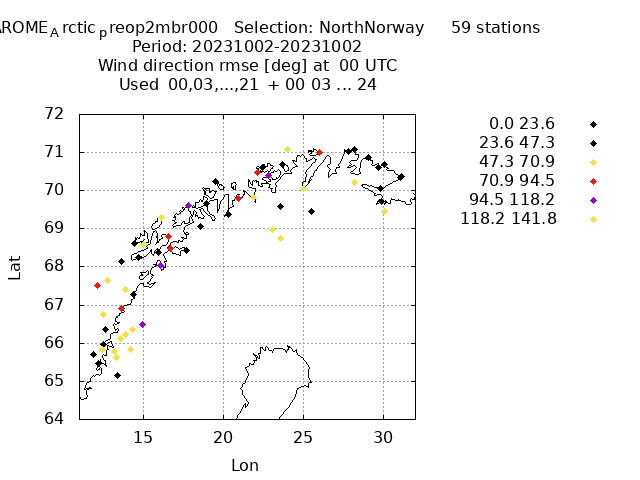 AROME A rctic p reop2mbr000 Selection: NorthNorway 59 stations
Period: 20231002-20231002
Wind direction rmse [deg] at 00 UTC
Used 00,03,...,21 + 00 03 ... 24
72
71
70
69
68
67
66
65
64
Lat
15 20 25 30
Lon
0.0 23.6
23.6 47.3
47.3 70.9
70.9 94.5
94.5 118.2
118.2 141.8